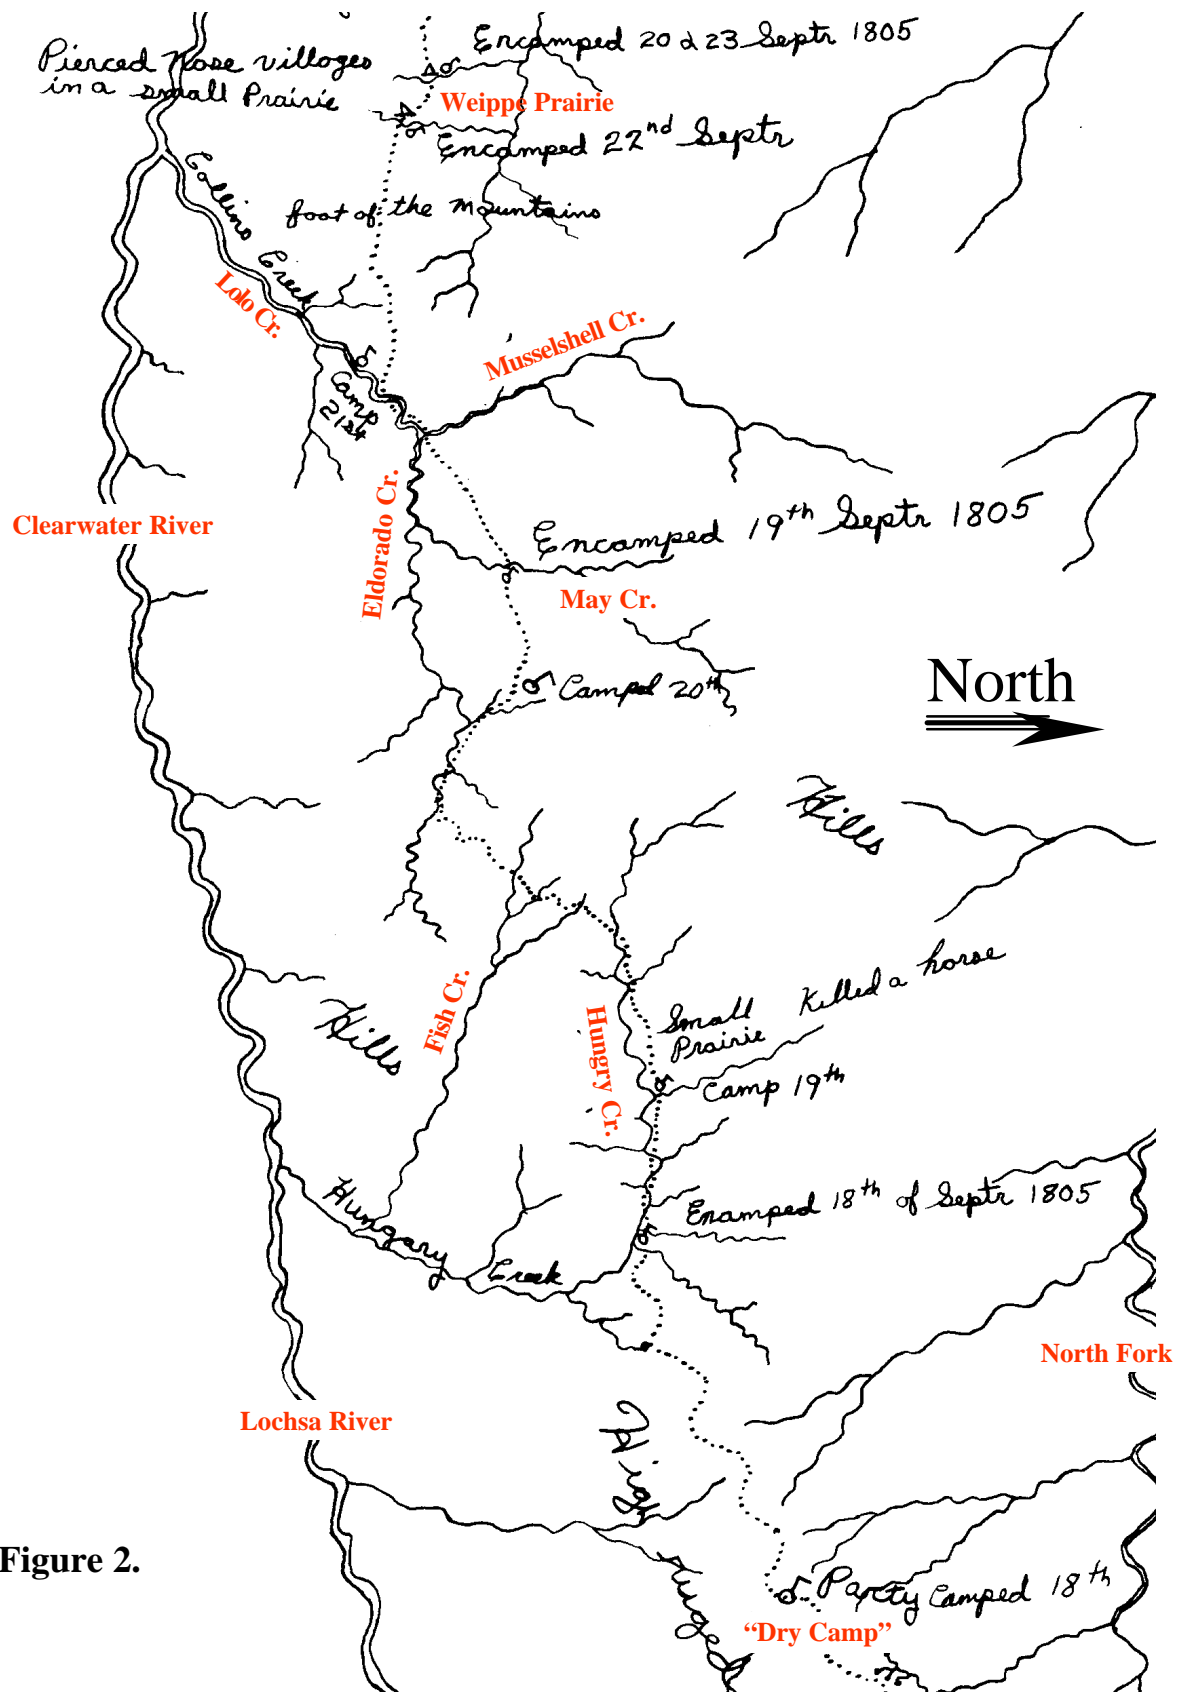 Encamped 20 & 23 Septr 1805
Pierced Nose villages
in a small Prairie
Weippe Prairie
Encamped 22nd Septr
Collins Creek
foot of the Mountains
Lolo Cr.
Musselshell Cr.
Camp
21st
Eldorado Cr.
Clearwater River
Encamped 19th Septr 1805
May Cr.
Camped 20th
North
Hills
Small Killed a horse
Prairie
Hills
Fish Cr.
Hungry Cr.
Camp 19th
Enamped 18th of Septr 1805
Hungary Creek
North Fork
Lochsa River
High
Figure 2.
Party Camped 18th
"Dry Camp"